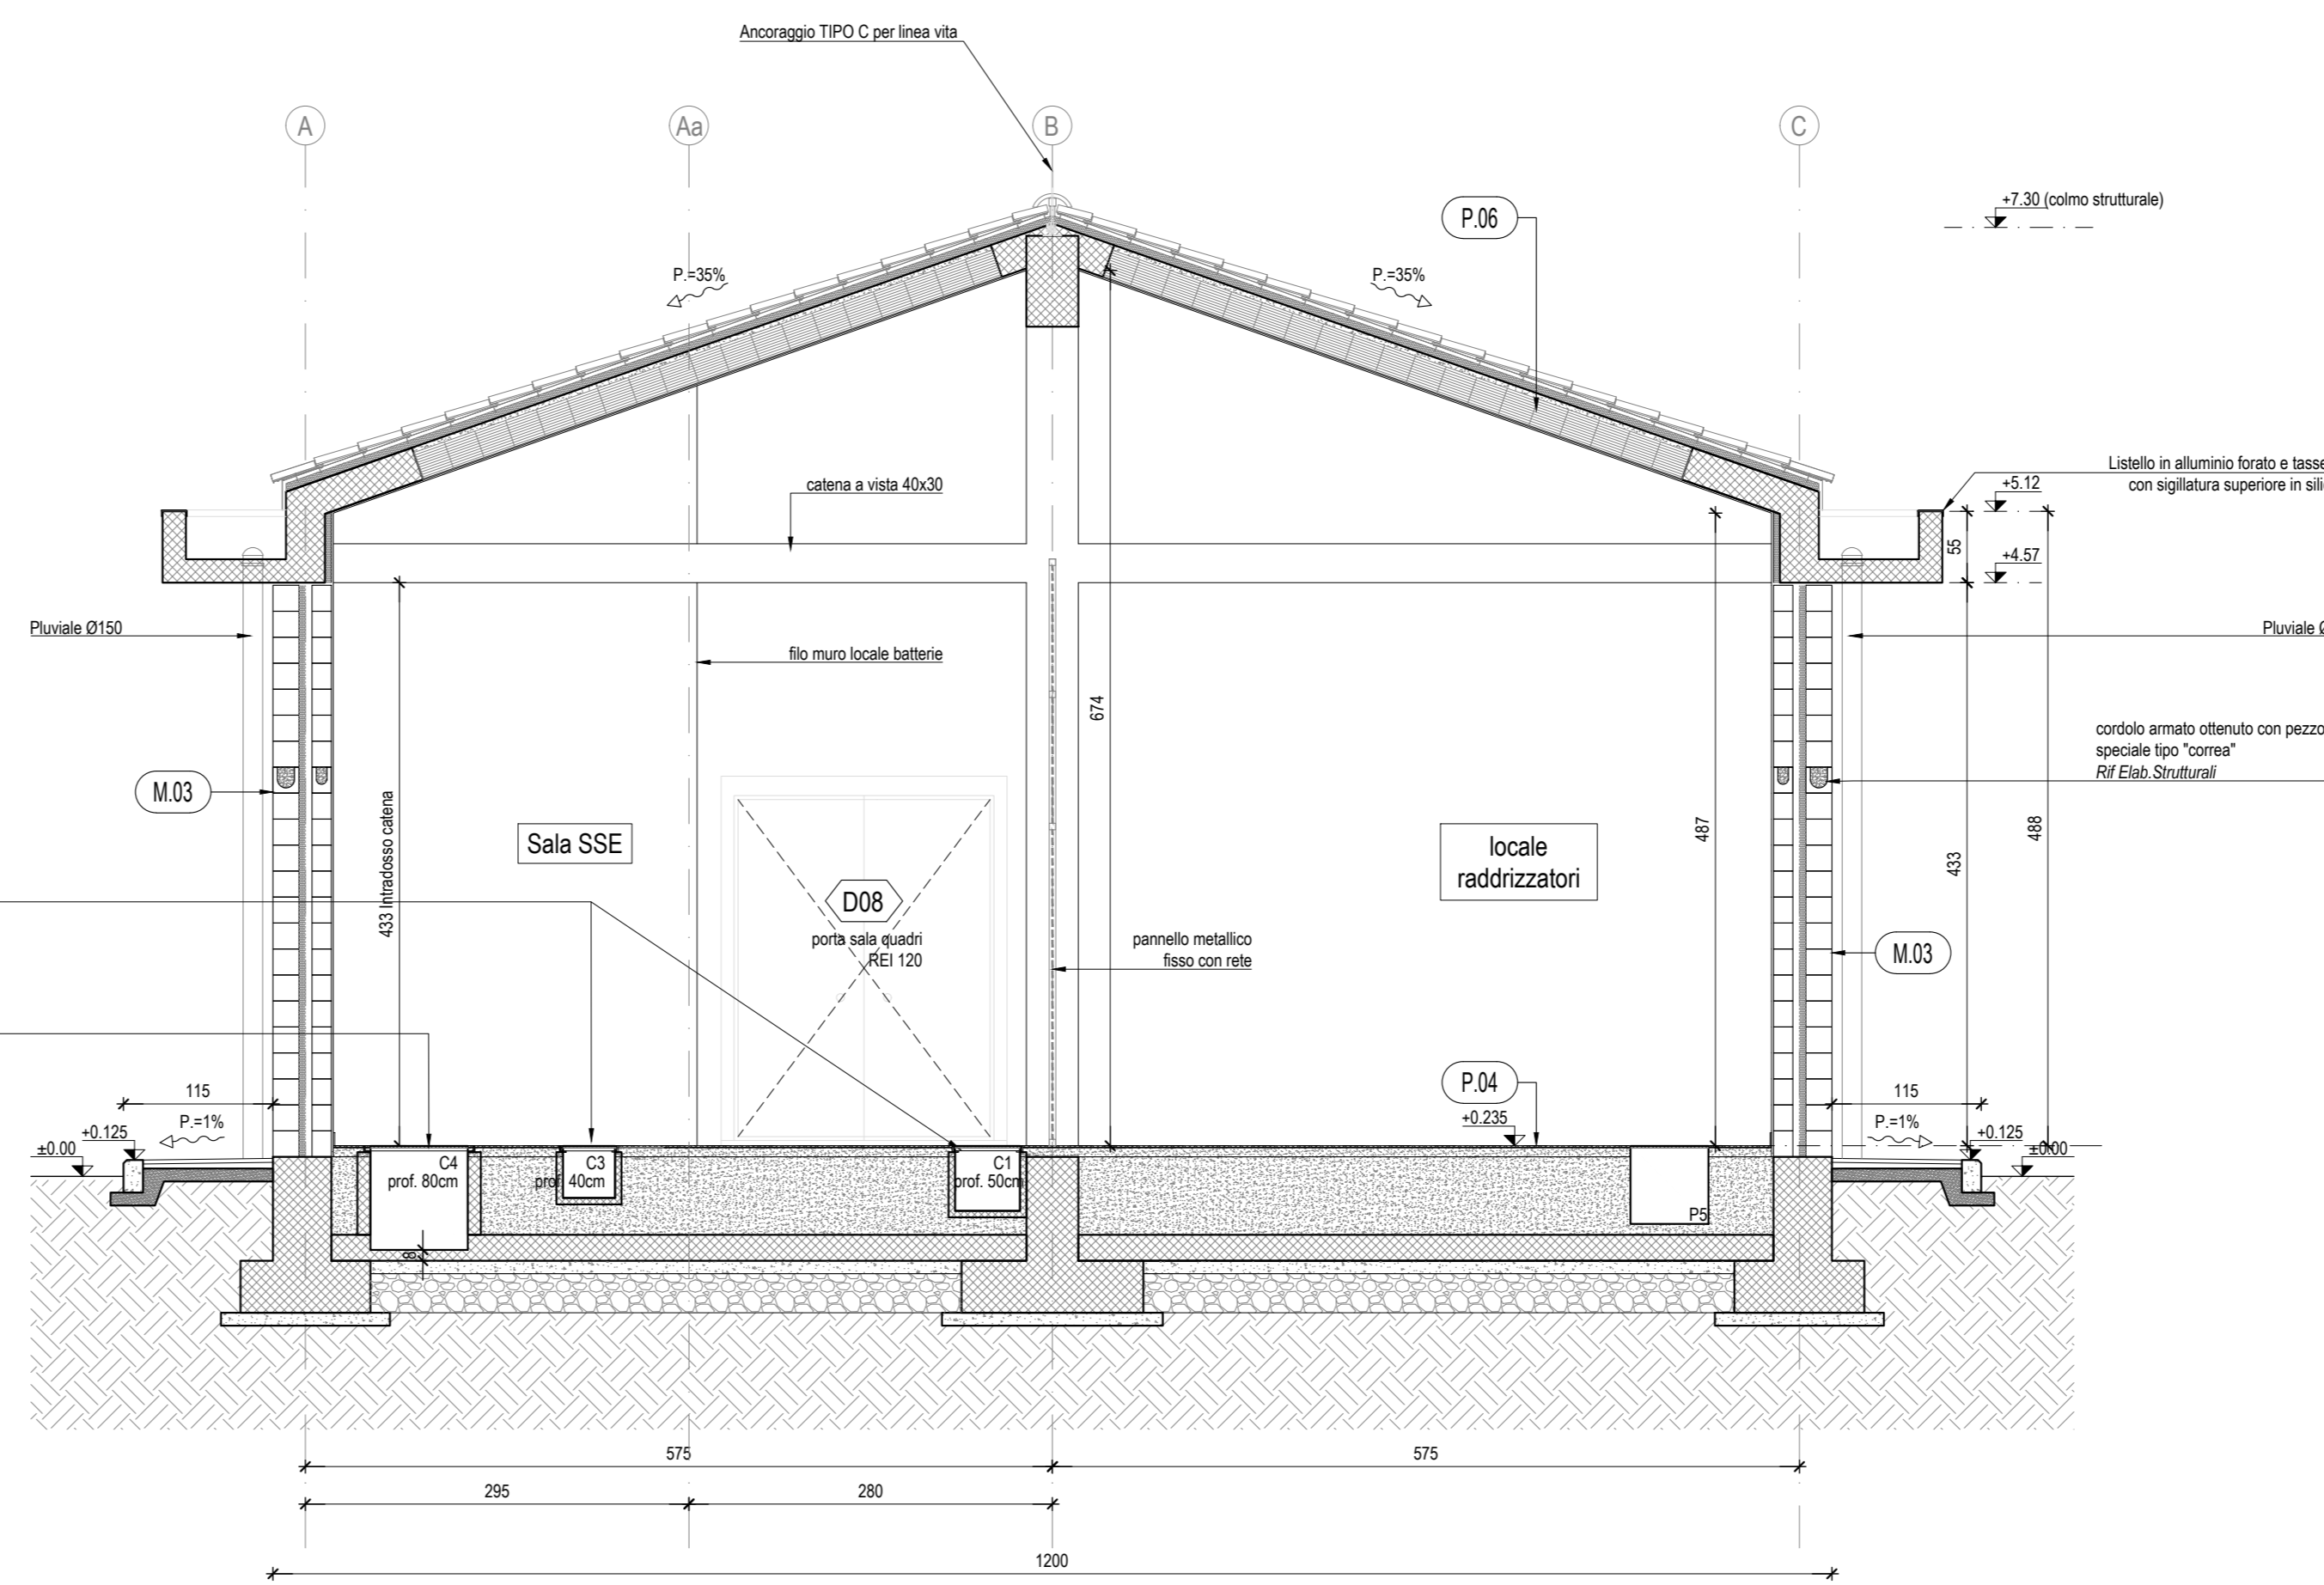 Ancoraggio TIPO C per linea vita
A
Aa
B
C
+7.30 (colmo strutturale)
P.06
P.=35%
P.=35%
Listello in alluminio forato e tasse
con sigillatura superiore in sili
+5.12
catena a vista 40x30
55
+4.57
Pluviale Ø150
Pluviale Ø
filo muro locale batterie
674
cordolo armato ottenuto con pezzo
speciale tipo "correa"
Rif Elab.Strutturali
M.03
433 Intradosso catena
Sala SSE
locale
raddrizzatori
487
433
488
D08
porta sala quadri
REI 120
pannello metallico
fisso con rete
M.03
P.04
+0.235
115
P.=1%
+0.125
±0.00
115
P.=1%
+0.125
±0.00
C4
prof. 80cm
C3
prof. 40cm
C1
prof. 50cm
P5
8
575
575
295
280
1200